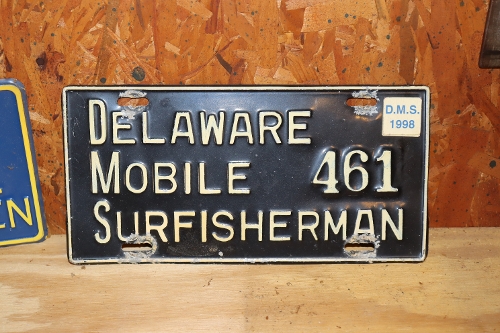 DELAWARE
D.M.S.
1998
MOBILE 461
SURFISHERMAN